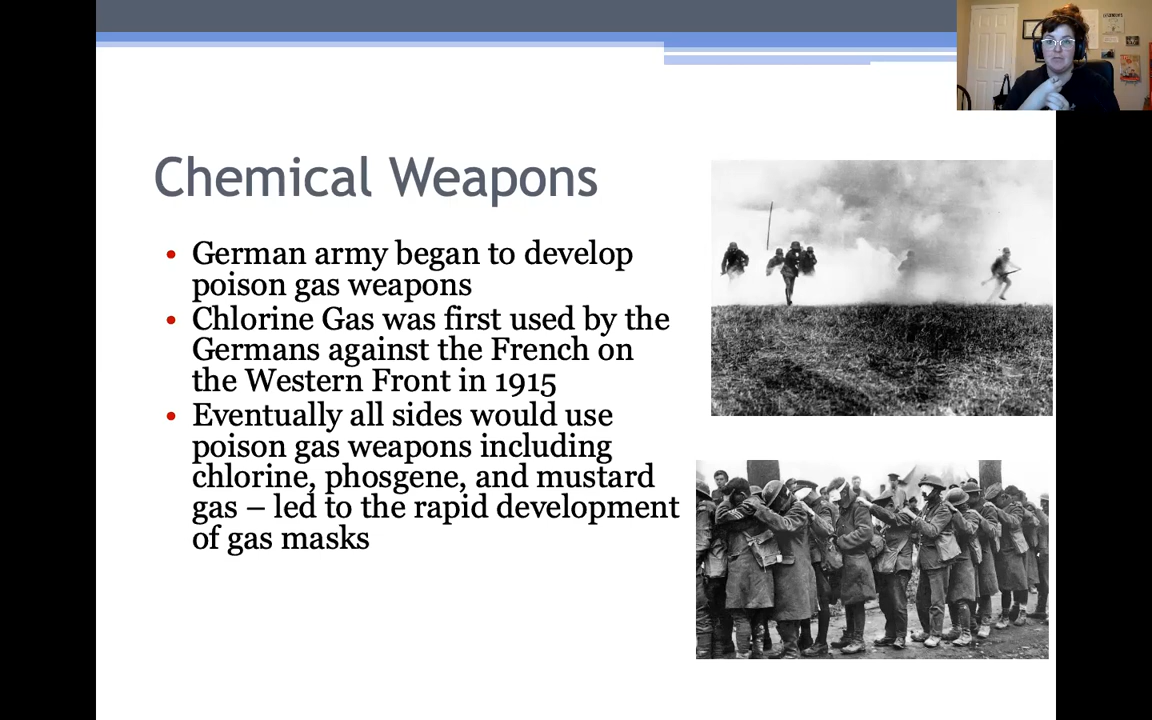 Chemical Weapons
• German army began to develop
poison gas weapons
• Chlorine Gas was first used by the
Germans against the French on
the Western Front in 1915
• Eventually all sides would use
poison gas weapons including
chlorine, phosgene, and mustard
gas – led to the rapid development
of gas masks